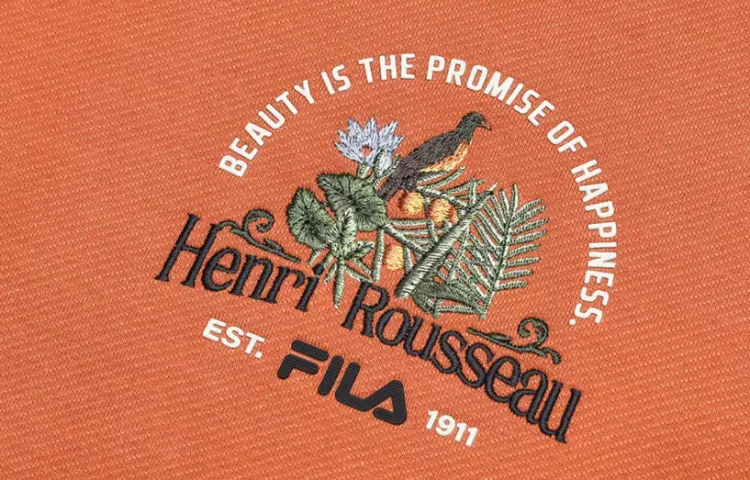 BEAUTY IS THE PROMISE OF HAPPINESS.
Henri Rousseau
EST. FILA 1911